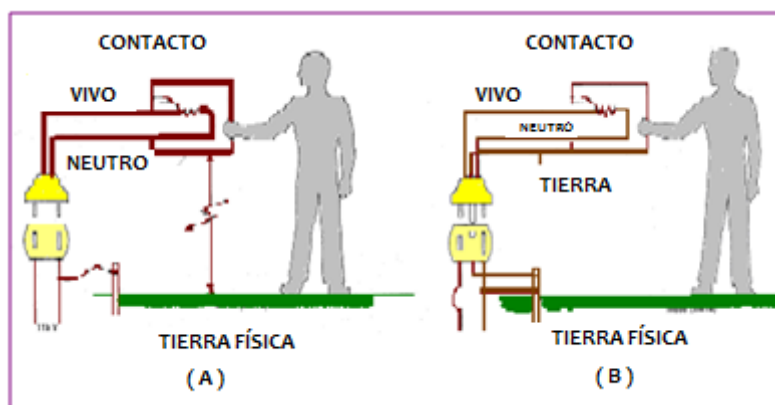 CONTACTO
VIVO
NEUTRO
TIERRA FÍSICA
( A )
CONTACTO
VIVO
NEUTRO
TIERRA
TIERRA FÍSICA
( B )